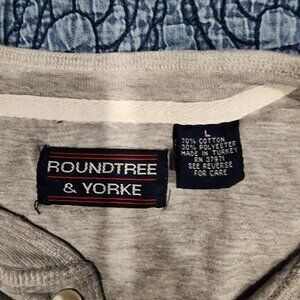 ROUNDTREE
& YORKE
L
70% COTTON
30% POLYESTER
MADE IN TURKEY
RN 37971
SEE REVERSE
FOR CARE